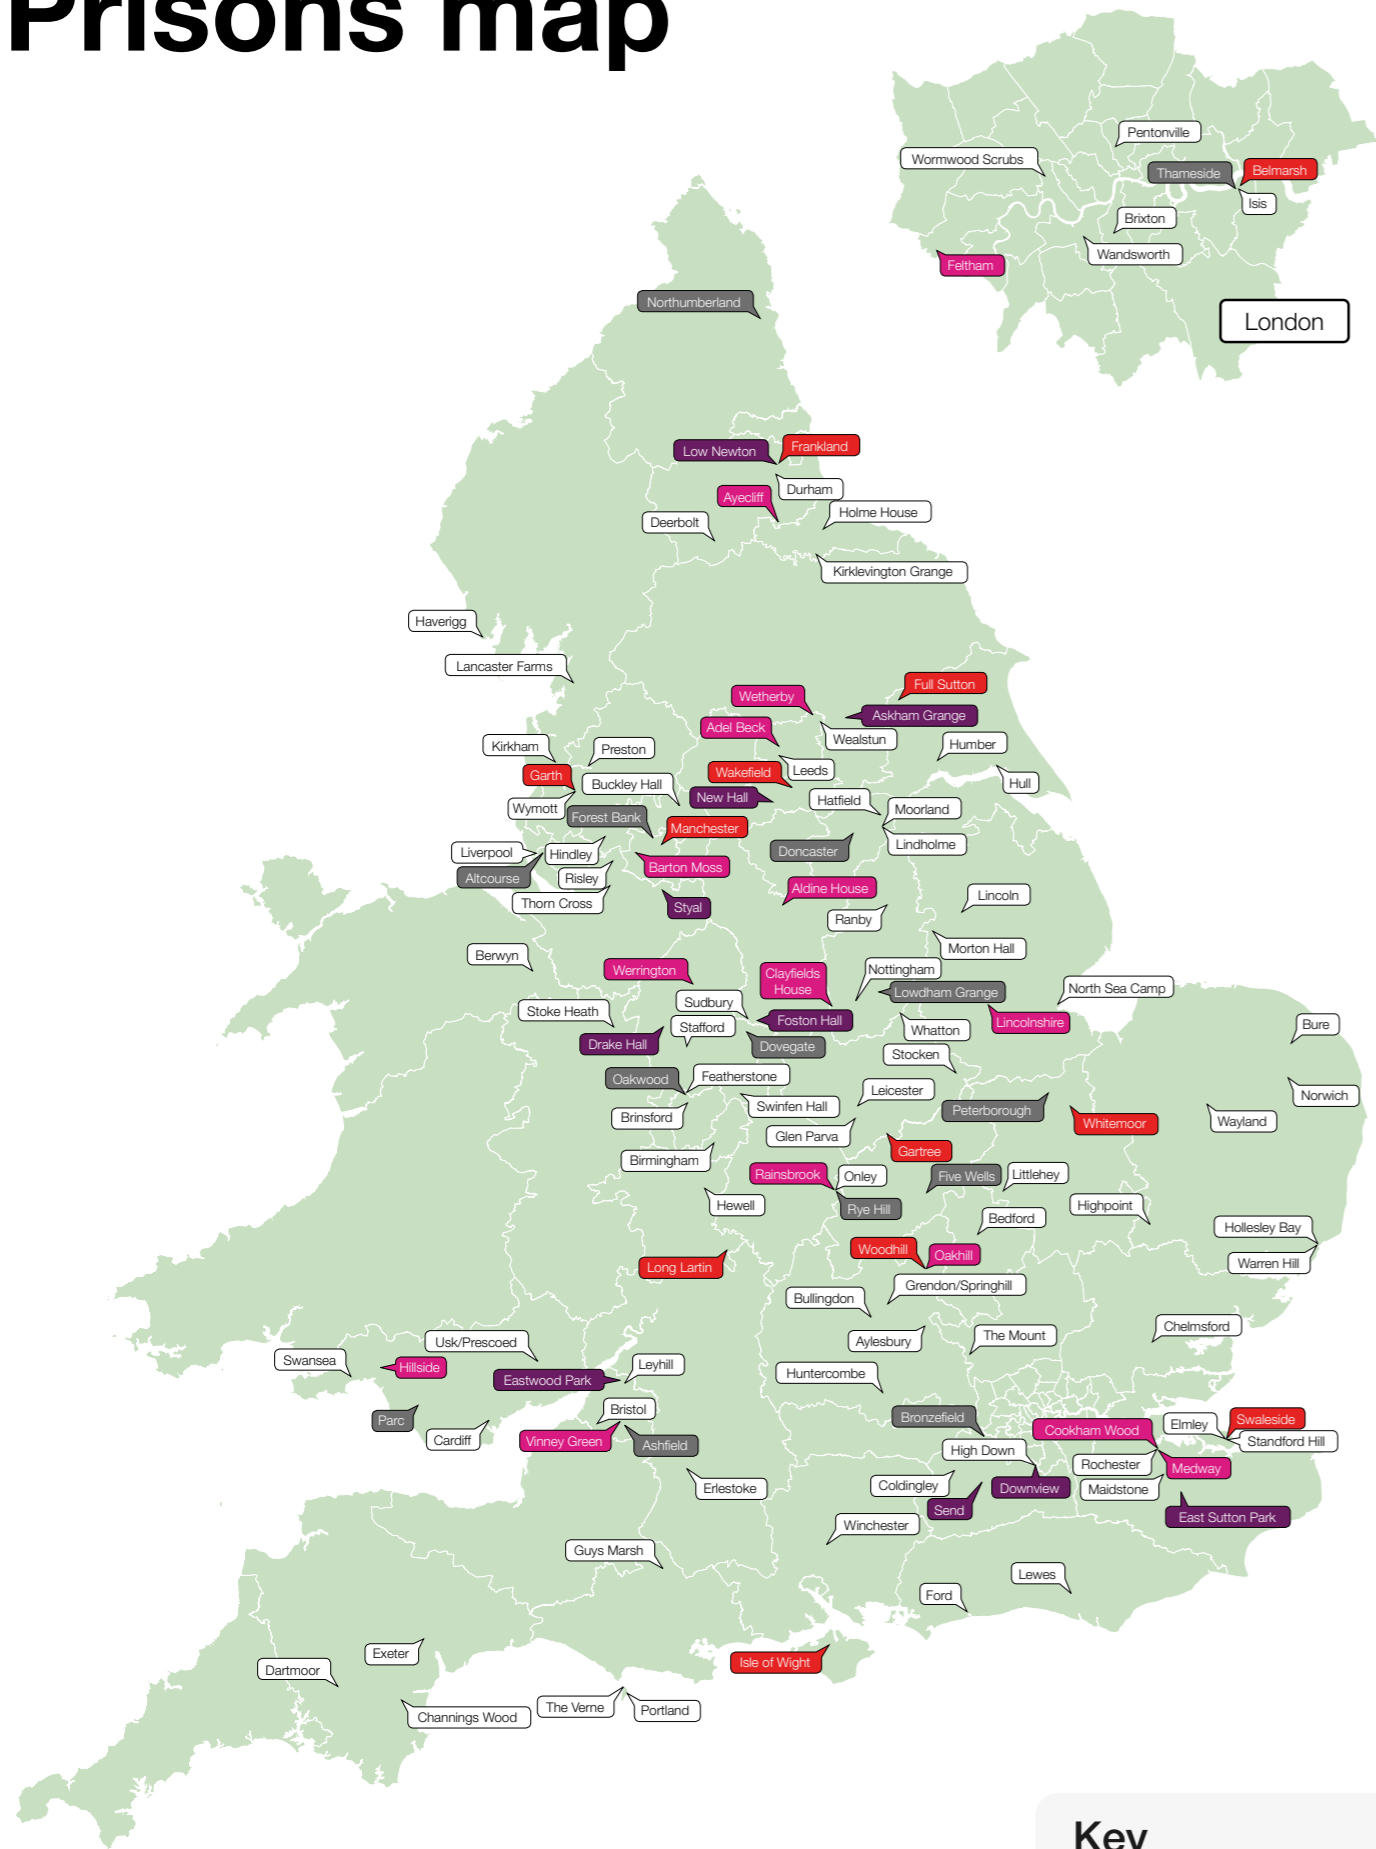 Prisons map
Pentonville
Wormwood Scrubs
Thameside
Belmarsh
Isis
Brixton
Wandsworth
Feltham
London
Northumberland
Low Newton
Frankland
Durham
Ayecliff
Holme House
Deerbolt
Kirklevington Grange
Haverigg
Lancaster Farms
Full Sutton
Wetherby
Askham Grange
Adel Beck
Wealstun
Humber
Kirkham
Preston
Garth
Wakefield
Leeds
Hull
Buckley Hall
New Hall
Hatfield
Moorland
Wymott
Forest Bank
Manchester
Lindholme
Liverpool
Hindley
Doncaster
Barton Moss
Altcourse
Risley
Aldine House
Thorn Cross
Styal
Lincoln
Ranby
Morton Hall
Berwyn
Werrington
Clayfields
House
Nottingham
Lowdham Grange
North Sea Camp
Sudbury
Stoke Heath
Stafford
Foston Hall
Lincolnshire
Bure
Whatton
Drake Hall
Dovegate
Stocken
Oakwood
Featherstone
Leicester
Norwich
Swinfen Hall
Peterborough
Brinsford
Wayland
Whitemoor
Glen Parva
Gartree
Birmingham
Rainsbrook
Onley
Five Wells
Littlehey
Hewell
Rye Hill
Highpoint
Bedford
Hollesley Bay
Woodhill
Oakhill
Warren Hill
Long Lartin
Grendon/Springhill
Bullingdon
Chelmsford
Usk/Prescoed
Aylesbury
The Mount
Swansea
Hillside
Leyhill
Eastwood Park
Huntercombe
Bristol
Parc
Bronzefield
Cookham Wood
Elmley
Swaleside
Cardiff
Vinney Green
Ashfield
Standford Hill
High Down
Rochester
Medway
Erlestoke
Coldingley
Downview
Maidstone
Send
East Sutton Park
Winchester
Guys Marsh
Lewes
Ford
Exeter
Isle of Wight
Dartmoor
Channings Wood
The Verne
Portland
Key